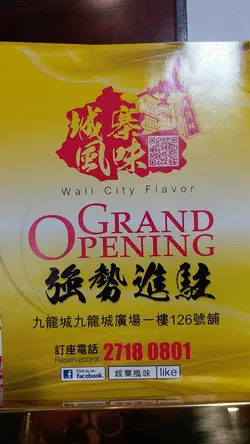 城寨
風味
Wall City Flavor
GRAND
OPENING
強勢進駐
九龍城九龍城廣場一樓126號舖
訂座電話 2718 0801
Reservations
Find us on
facebook. 城寨風味 like